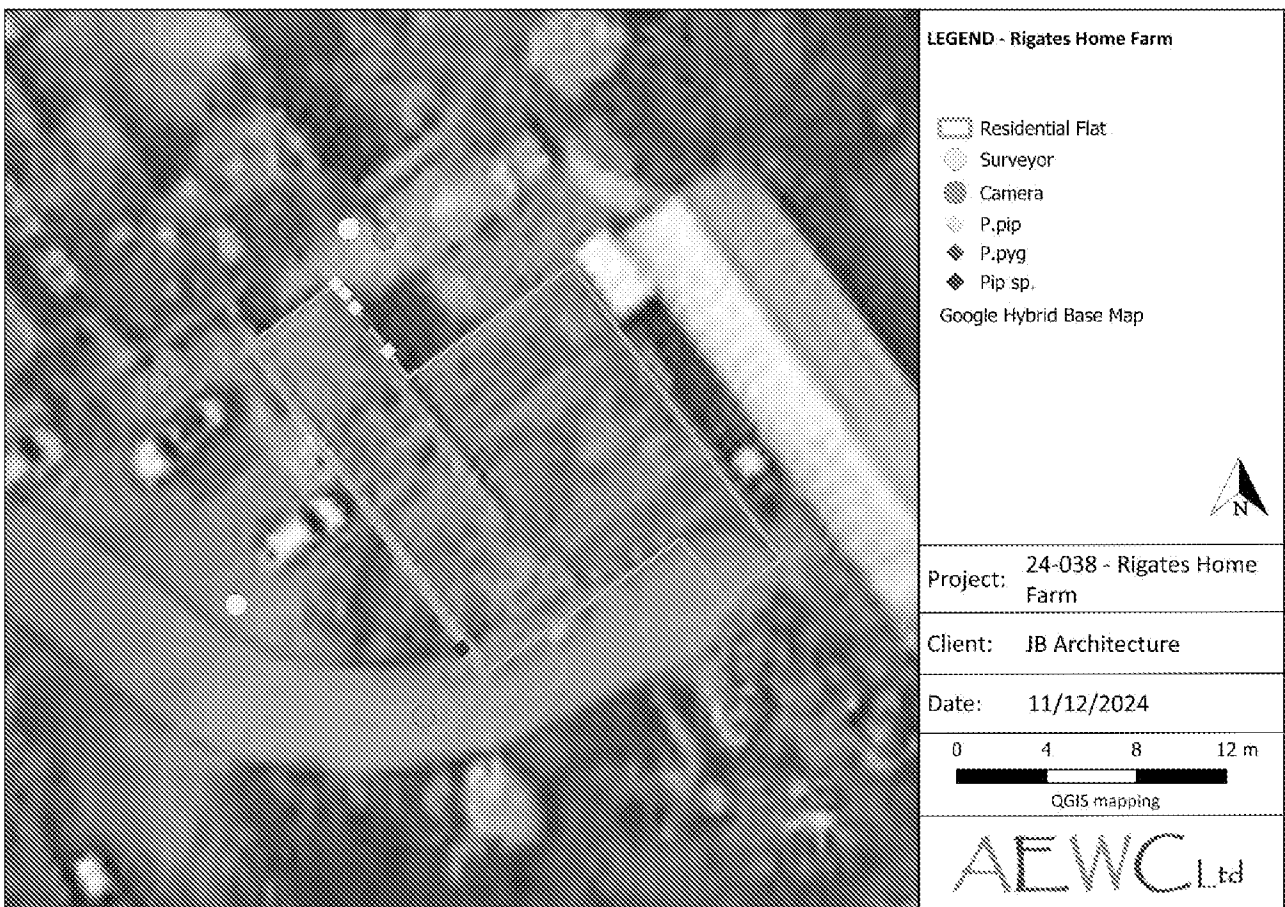 LEGEND - Rigates Home Farm
Residential Flat
Surveyor
Camera
P.pip
P.pyg
Pip sp.
Google Hybrid Base Map
N
Project: 24-038 - Rigates Home
Farm
Client: JB Architecture
Date: 11/12/2024
0 4 8 12 m
QGIS mapping
AEWC Ltd